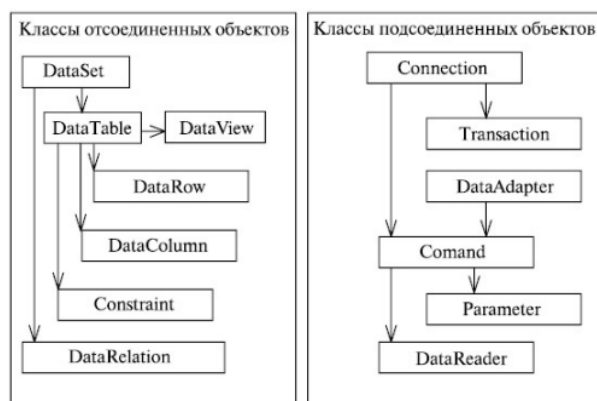 Классы отсоединенных объектов
DataSet
DataTable
DataView
DataRow
DataColumn
Constraint
DataRelation
Классы подсоединенных объектов
Connection
Transaction
DataAdapter
Comand
Parameter
DataReader